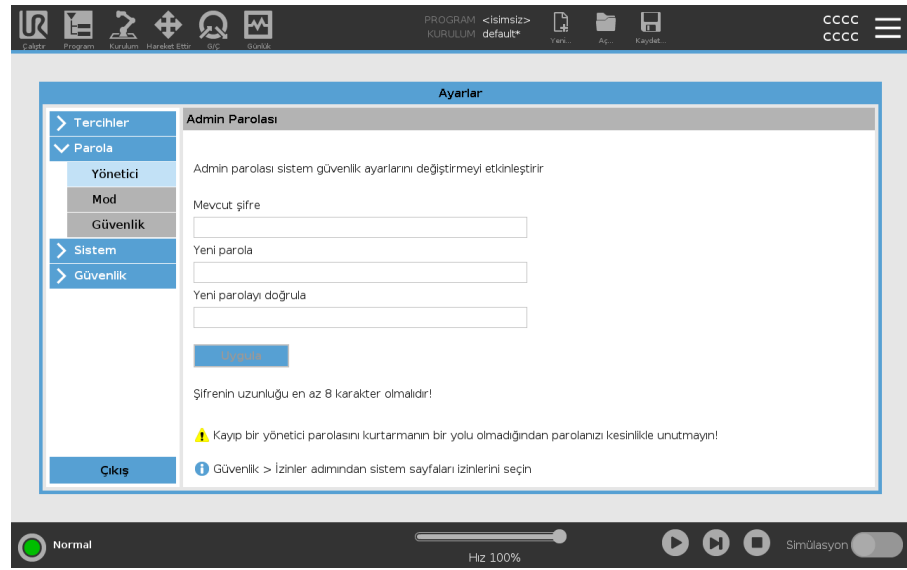 PROGRAM <isimsiz>
KURULUM default*
Çalıştır
Program
Kurulum
Hareket Ettir
G/Ç
Günlük
Yeni...
Aç...
Kaydet...
cccc
cccc
Ayarlar
Tercihler
Parola
Yönetici
Mod
Güvenlik
Sistem
Güvenlik
Çıkış
Admin Parolası
Admin parolası sistem güvenlik ayarlarını değiştirmeyi etkinleştirir
Mevcut şifre
Yeni parola
Yeni parolayı doğrula
Uygula
Şifrenin uzunluğu en az 8 karakter olmalıdır!
Kayıp bir yönetici parolasını kurtarmanın bir yolu olmadığından parolanızı kesinlikle unutmayın!
Güvenlik > İzinler adımından sistem sayfaları izinlerini seçin
Normal
Hız 100%
Simülasyon